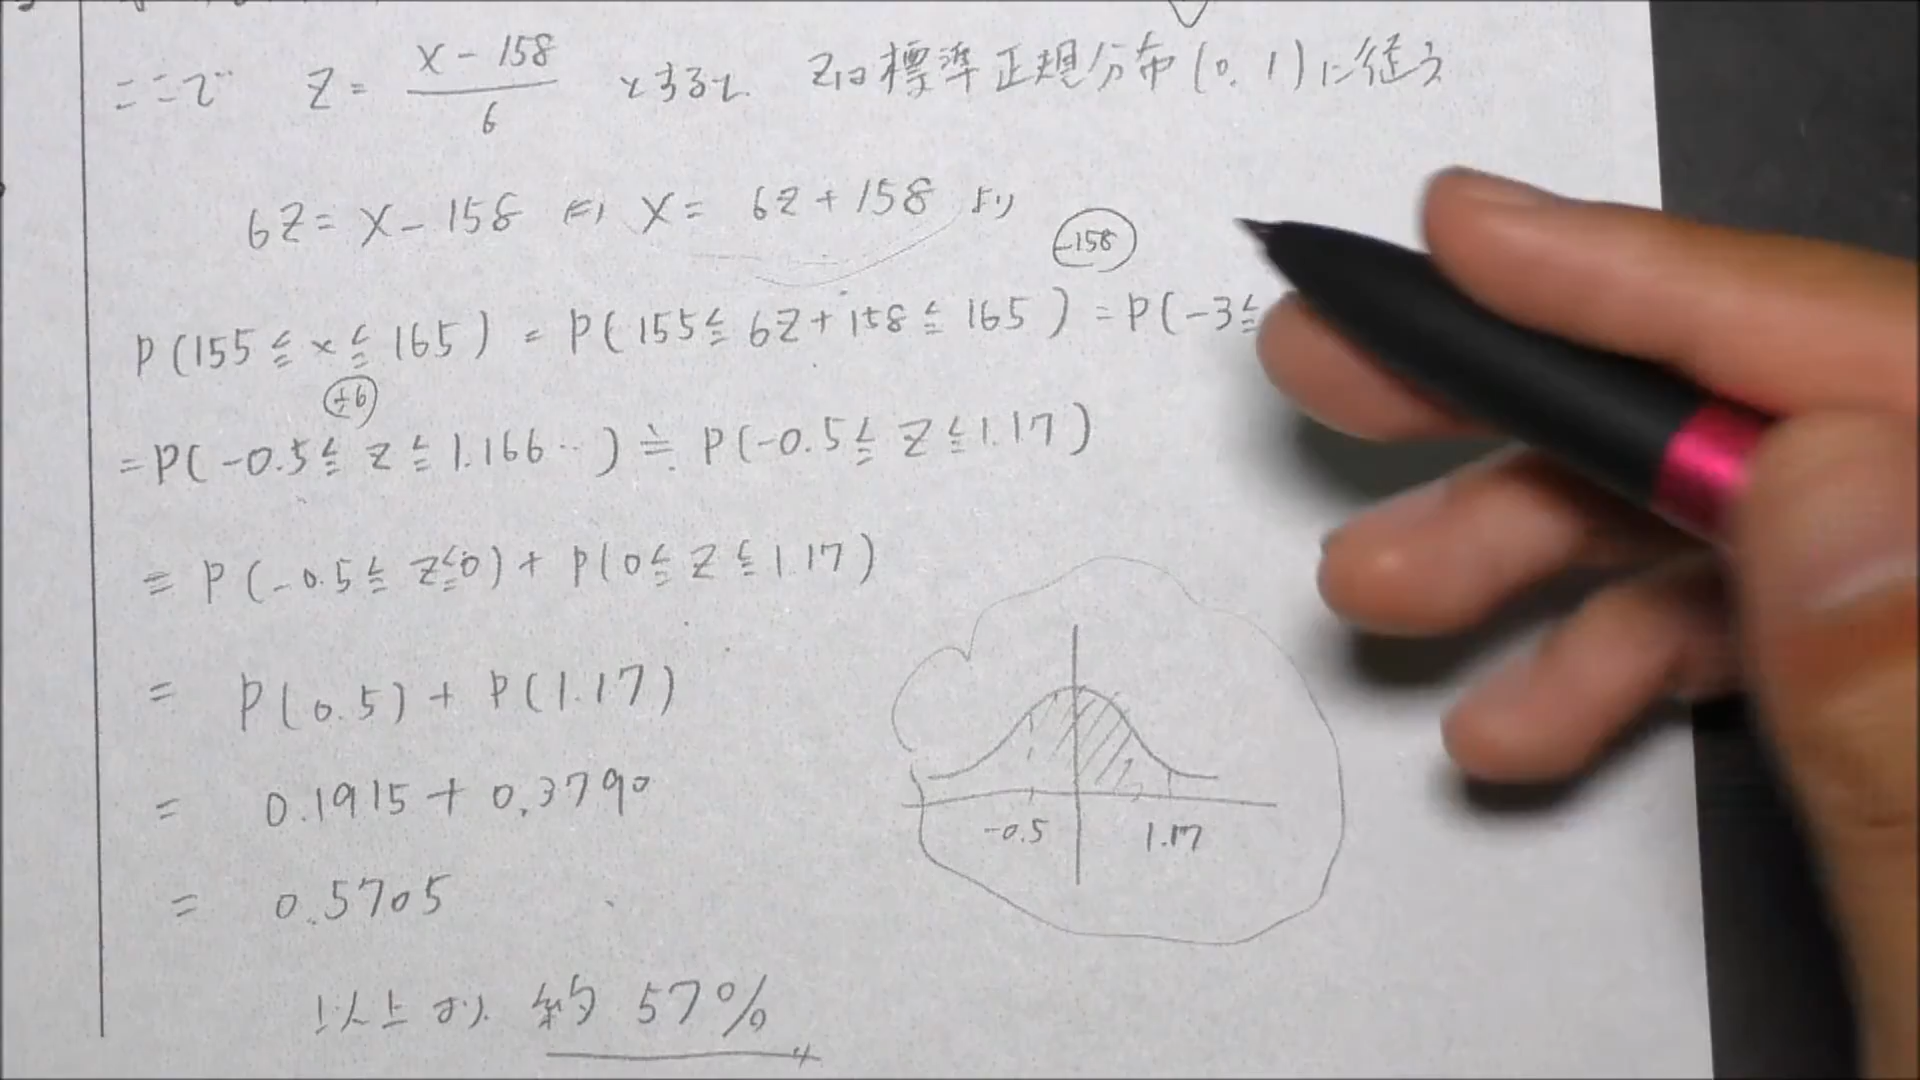 ここで Z = x - 158 / 6 とすると Zは標準正規分布(0, 1)に従う
6Z = X - 158 ⇔ X = 6Z + 158 より
-158
P(155 ≦ x ≦ 165) = P(155 ≦ 6Z + 158 ≦ 165) = P(-3 ≦
÷6
= P(-0.5 ≦ Z ≦ 1.166…) ≒ P(-0.5 ≦ Z ≦ 1.17)
= P(-0.5 ≦ Z ≦ 0) + P(0 ≦ Z ≦ 1.17)
= P(0.5) + P(1.17)
= 0.1915 + 0.3790
-0.5 1.17
= 0.5705
以上より 約 57%